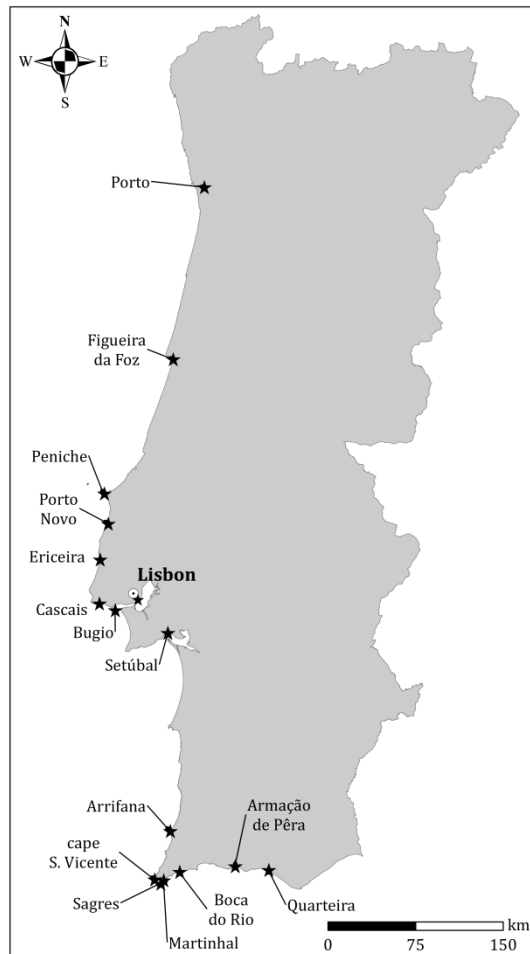 N
W E
S
Porto
Figueira
da Foz
Peniche
Porto
Novo
Ericeira
Lisbon
Cascais
Bugio
Setúbal
Arrifana
Armação
de Pêra
cape
S. Vicente
Sagres
Boca
do Rio
Quarteira
Martinhal
km
0 75 150